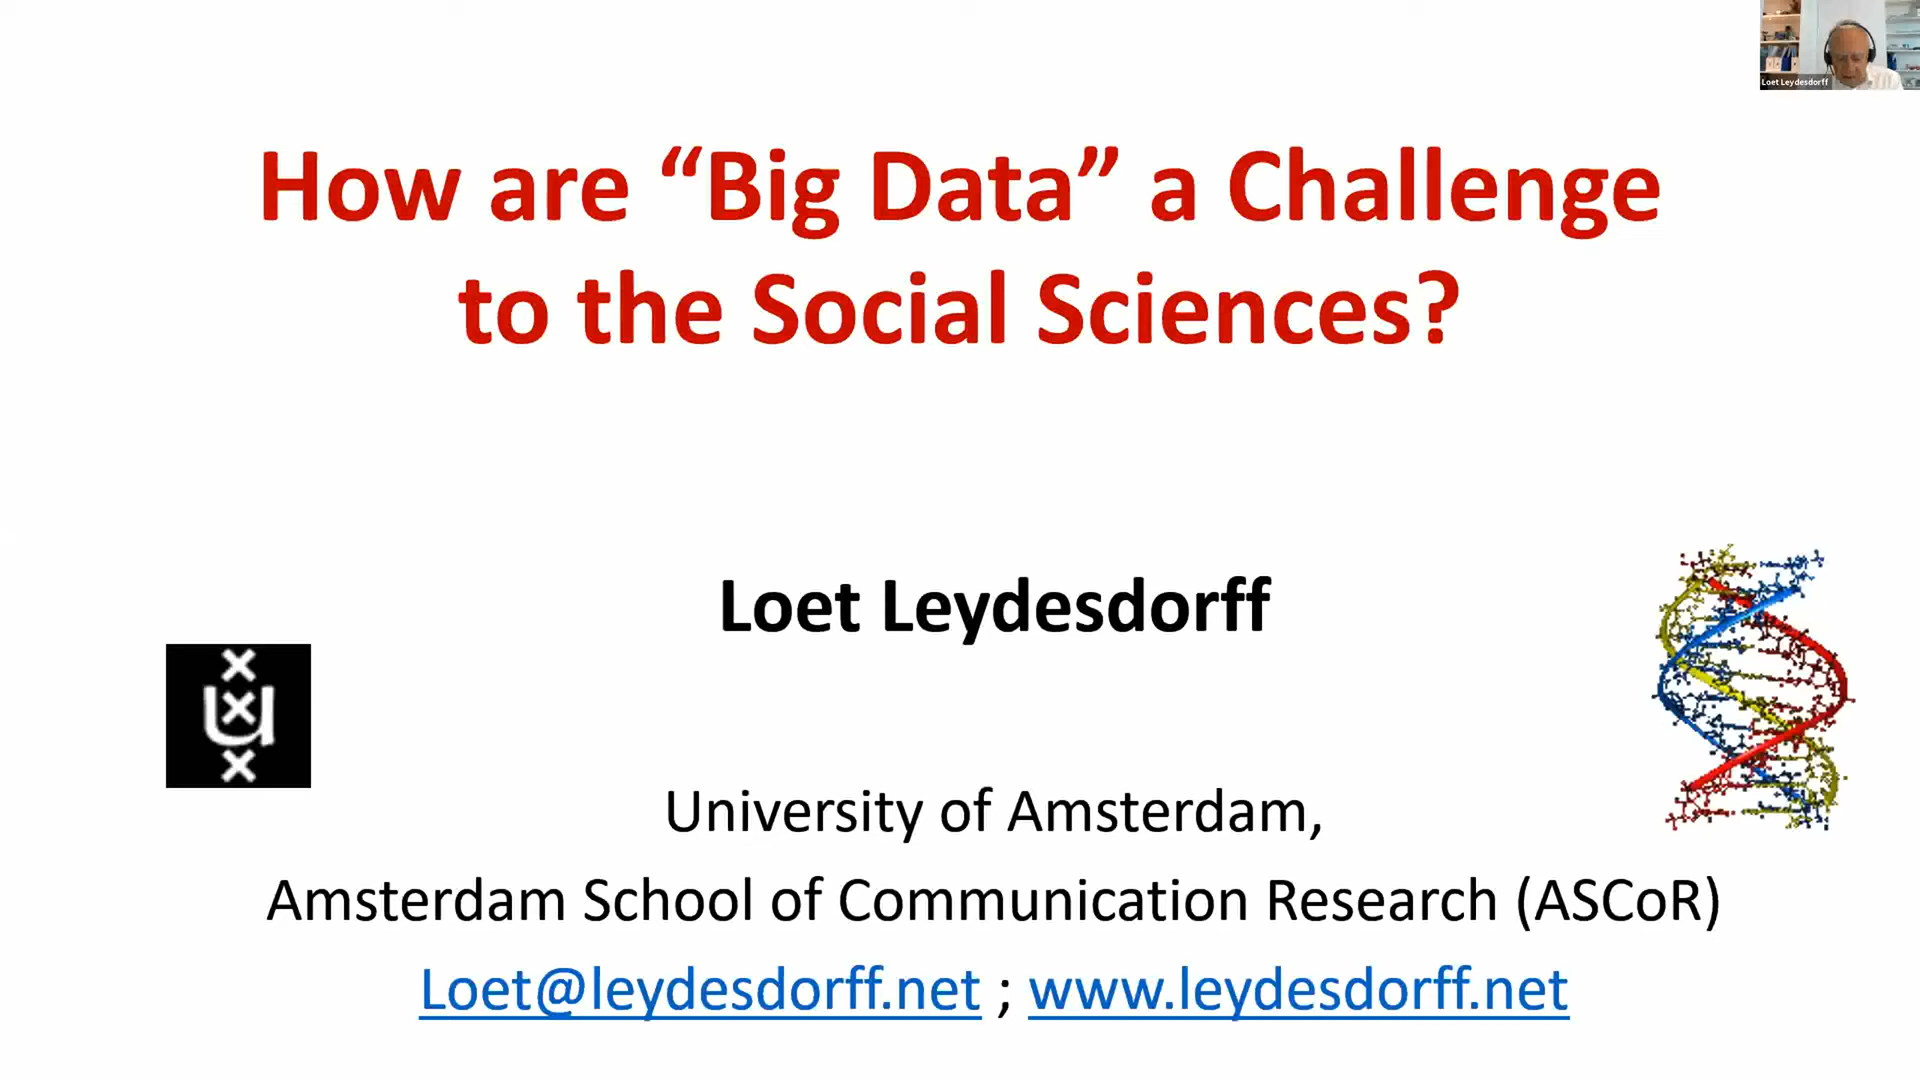 Loet Leydesdorff
How are “Big Data” a Challenge
to the Social Sciences?
Loet Leydesdorff
University of Amsterdam,
Amsterdam School of Communication Research (ASCoR)
Loet@leydesdorff.net ; www.leydesdorff.net